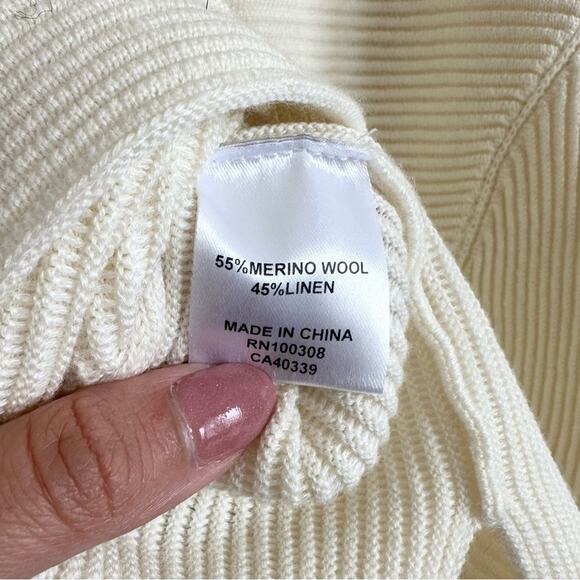 55%MERINO WOOL
45%LINEN
MADE IN CHINA
RN100308
CA40339